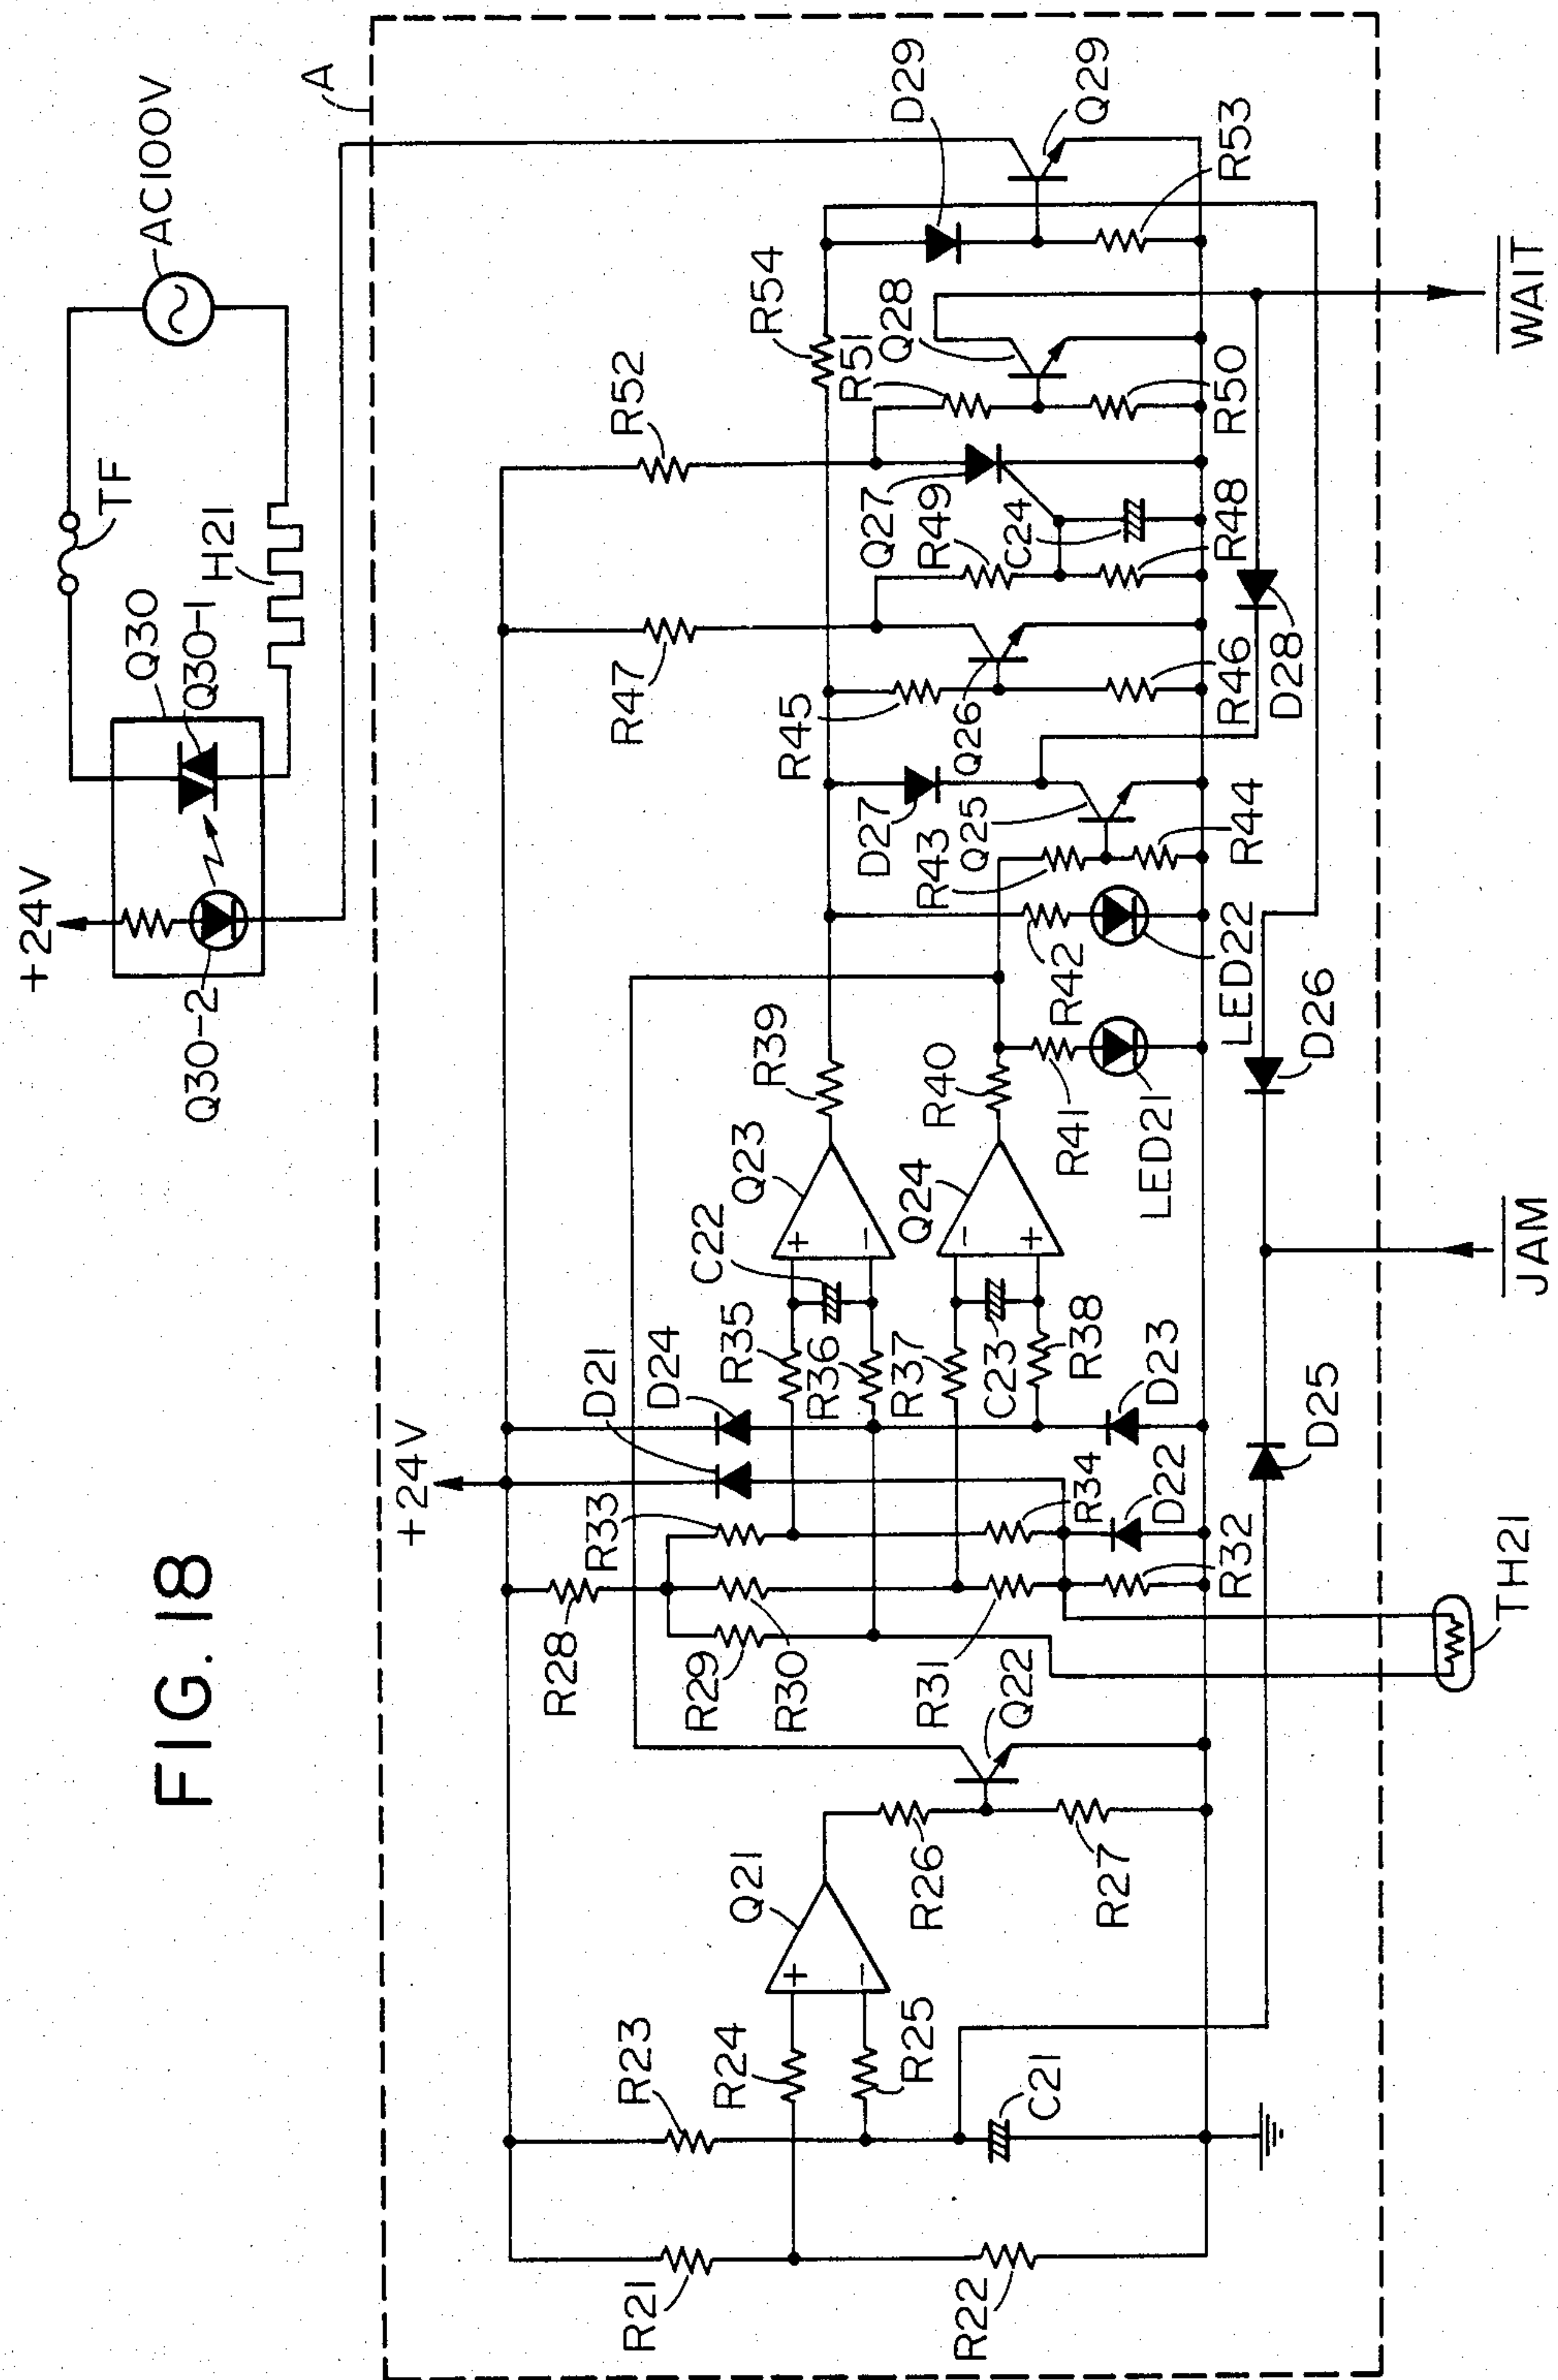 FIG. 18
+24V
Q30-2
Q30
Q30-1
H21
TF
AC100V
A
+24V
R21
R22
R23
R24
R25
C21
Q21
R26
R27
Q22
R28
R29
R30
R31
R33
R34
D22
R32
TH21
D21
D24
R35
R36
R37
C23
R38
D23
D25
C22
+
-
Q23
Q24
-
+
+
-
R39
R40
R41
LED21
R42
LED22
D26
JAM
R43
R44
Q25
D27
R45
Q26
R46
D28
R47
R49
Q27
C24
R48
R52
R51
Q28
R50
R54
D29
Q29
R53
WAIT